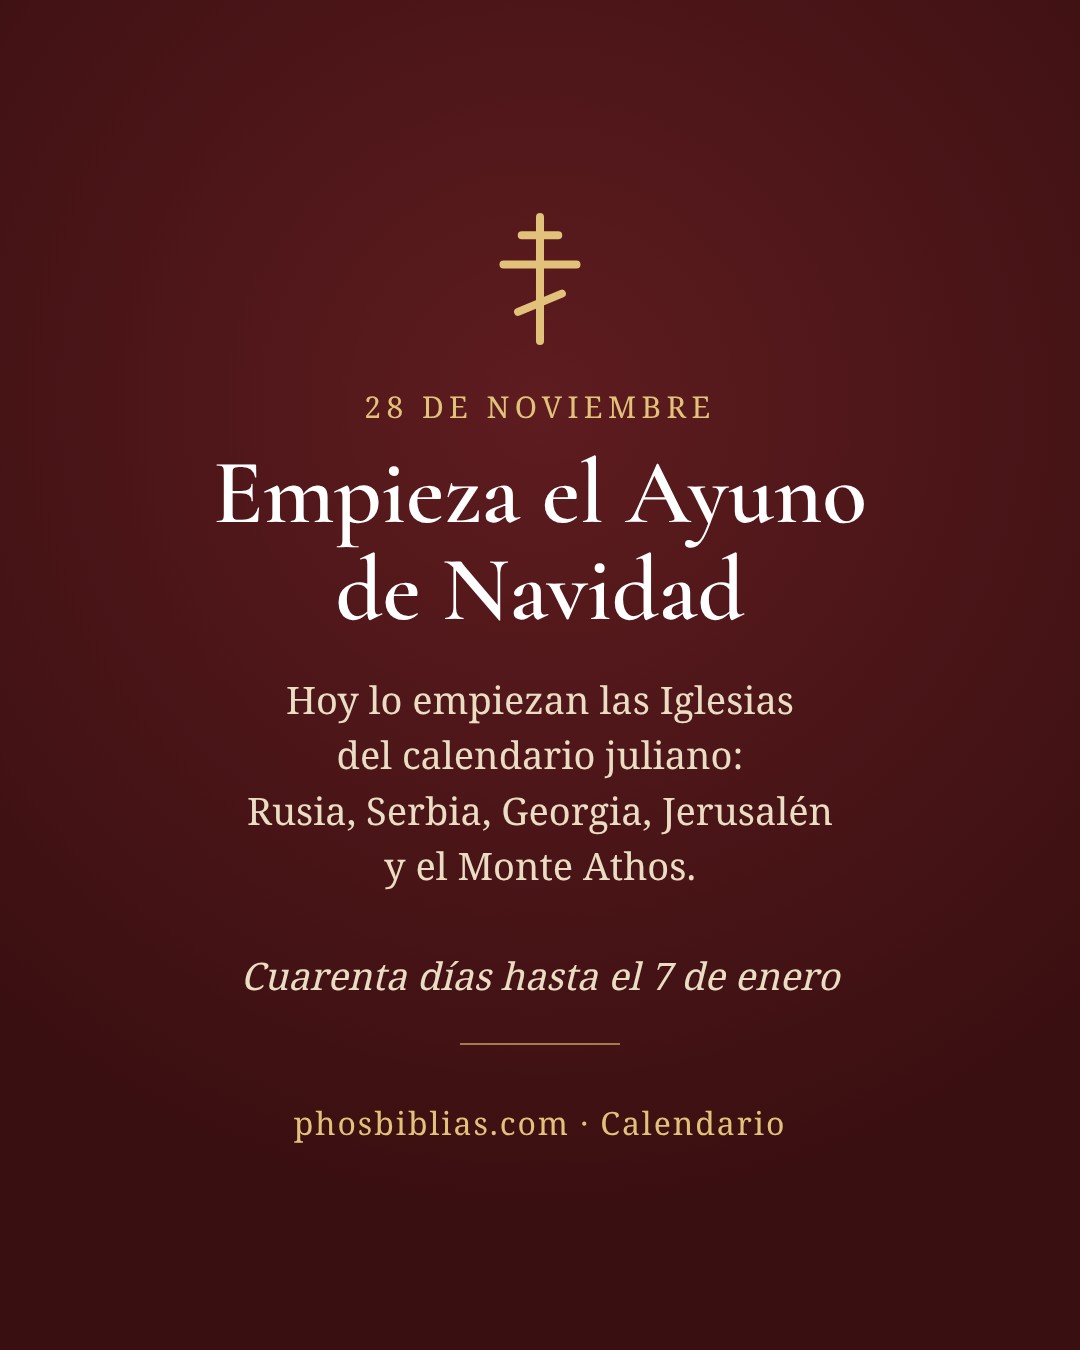 28 DE NOVIEMBRE
Empieza el Ayuno
de Navidad
Hoy lo empiezan las Iglesias
del calendario juliano:
Rusia, Serbia, Georgia, Jerusalén
y el Monte Athos.
Cuarenta días hasta el 7 de enero
phosbiblias.com · Calendario